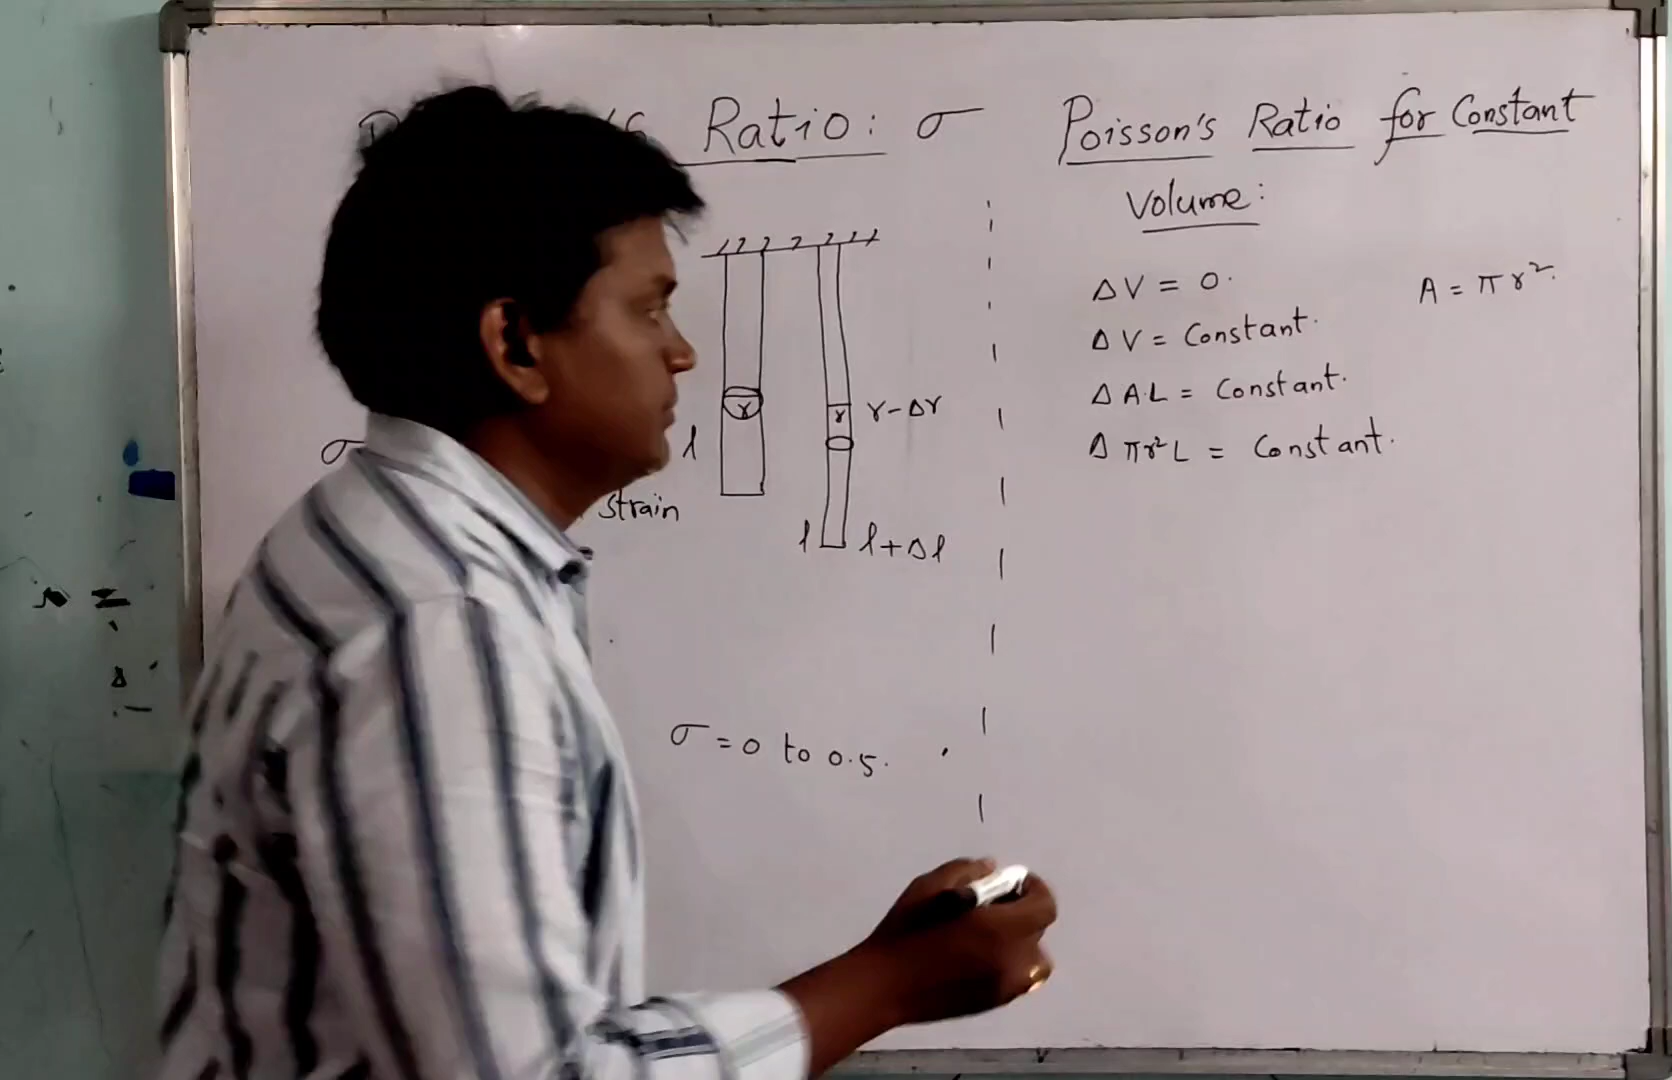 Ratio: σ
r
r
r-Δr
l
σ
strain
l
l+Δl
σ = 0 to 0.5.
Poisson's Ratio for Constant
Volume:
ΔV = 0.
A = πr².
ΔV = Constant.
ΔA.L = Constant.
Δπr²L = Constant.